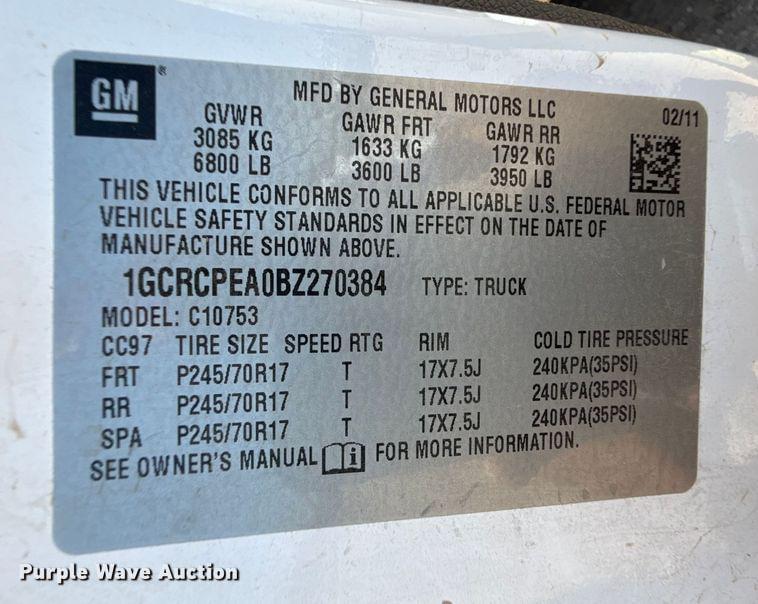 GM ®
MFD BY GENERAL MOTORS LLC 02/11
GVWR GAWR FRT GAWR RR
3085 KG 1633 KG 1792 KG
6800 LB 3600 LB 3950 LB
THIS VEHICLE CONFORMS TO ALL APPLICABLE U.S. FEDERAL MOTOR
VEHICLE SAFETY STANDARDS IN EFFECT ON THE DATE OF
MANUFACTURE SHOWN ABOVE.
1GCRCPEA0BZ270384 TYPE: TRUCK
MODEL: C10753
CC97 TIRE SIZE SPEED RTG RIM COLD TIRE PRESSURE
FRT P245/70R17 T 17X7.5J 240KPA(35PSI)
RR P245/70R17 T 17X7.5J 240KPA(35PSI)
SPA P245/70R17 T 17X7.5J 240KPA(35PSI)
SEE OWNER'S MANUAL i FOR MORE INFORMATION.
Purple Wave Auction